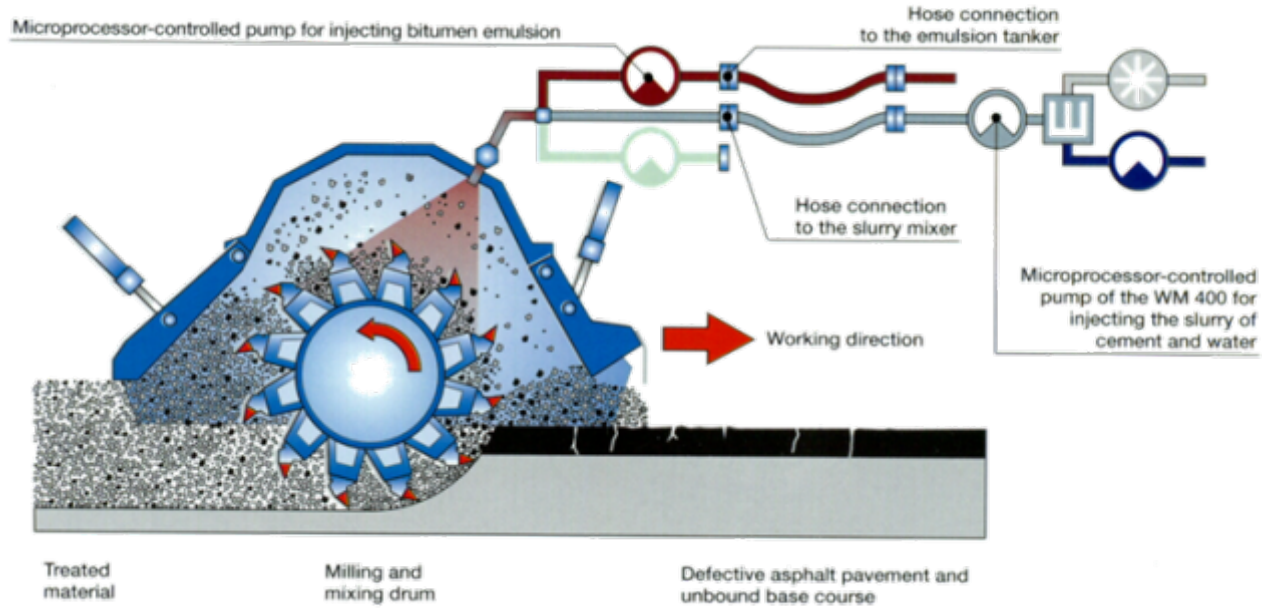 Microprocessor-controlled pump for injecting bitumen emulsion
Hose connection
to the emulsion tanker
Hose connection
to the slurry mixer
Microprocessor-controlled
pump of the WM 400 for
injecting the slurry of
cement and water
Working direction
Treated
material
Milling and
mixing drum
Defective asphalt pavement and
unbound base course